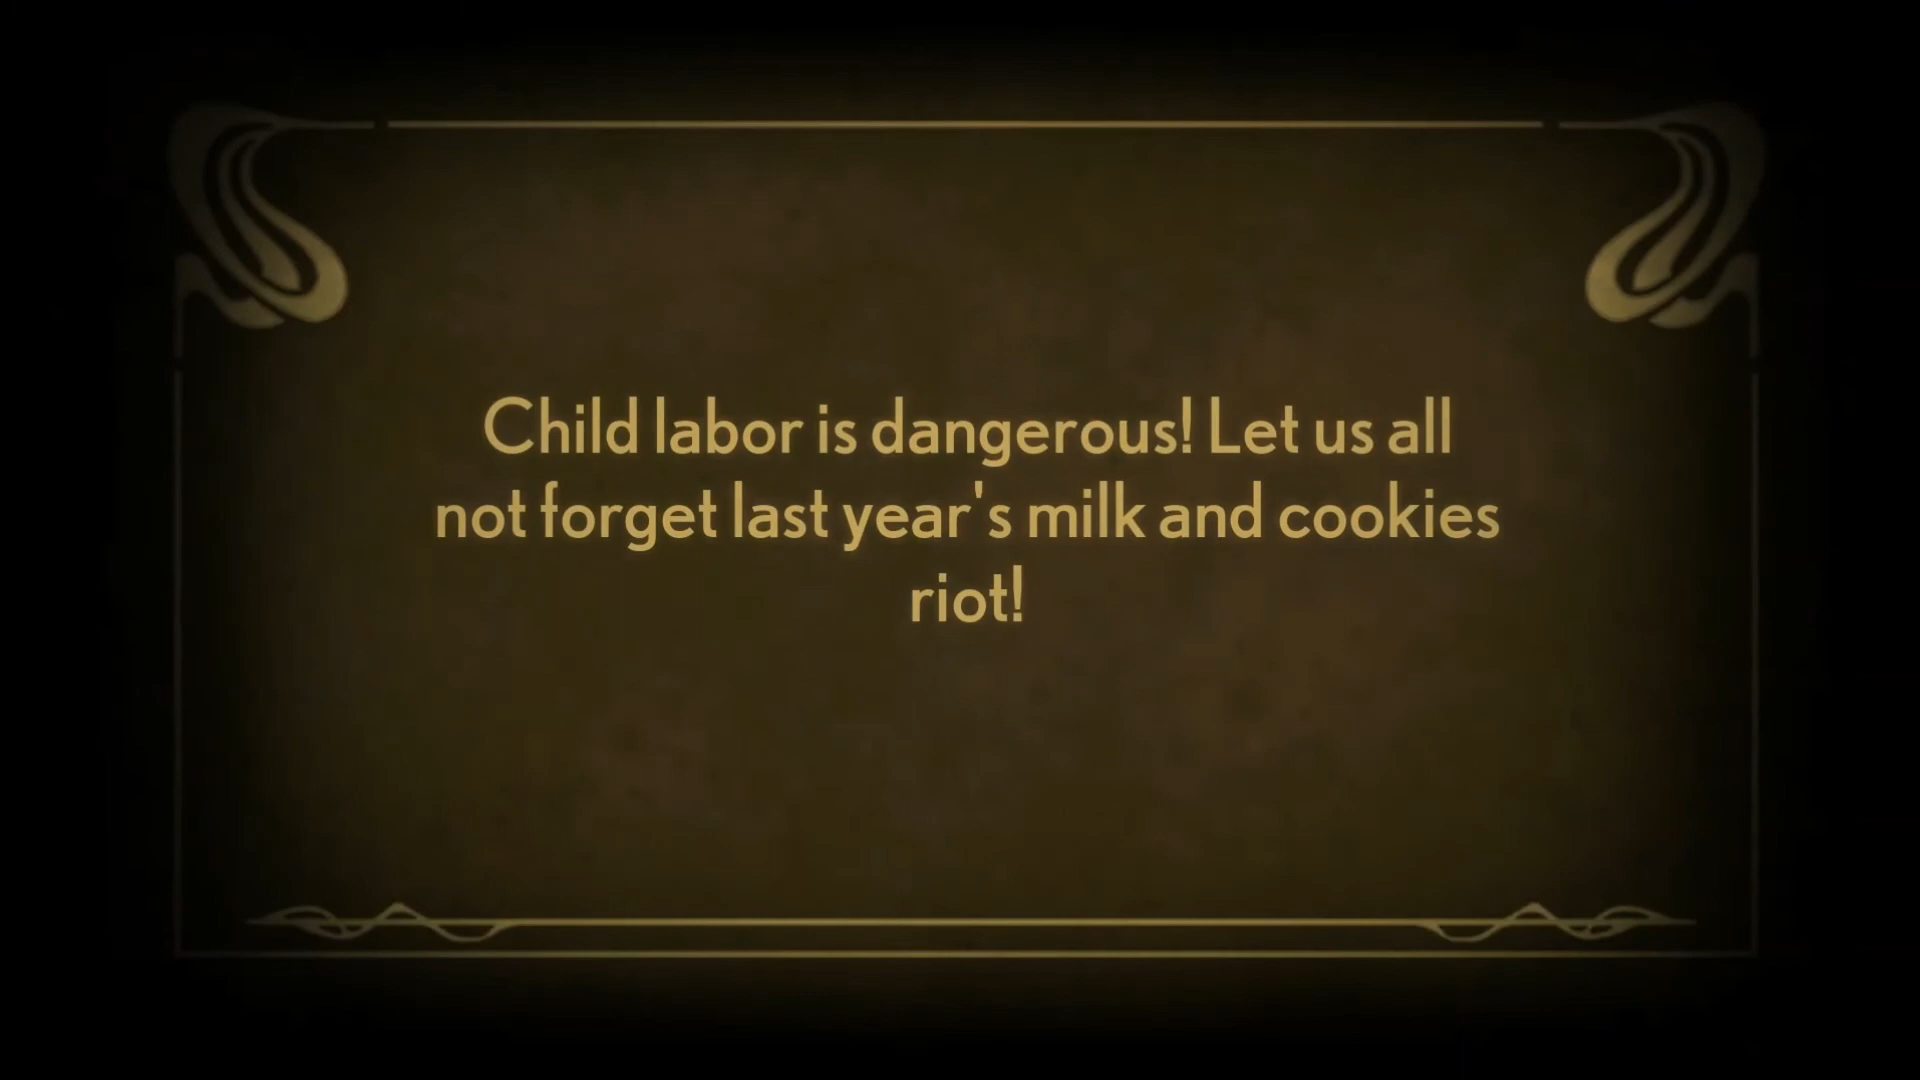 Child labor is dangerous! Let us all
not forget last year's milk and cookies
riot!